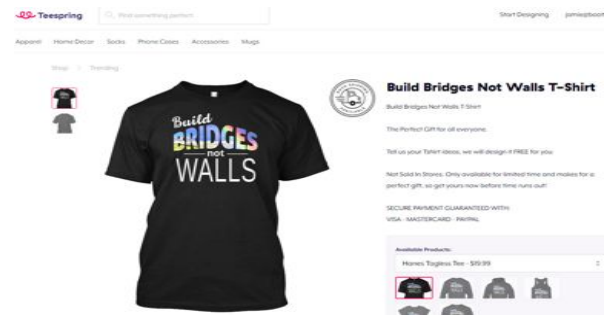 Teespring
Find something perfect
Start Designing
Apparel Home Decor Socks Phone Cases Accessories Mugs
Shop > Trending
Build
BRIDGES
not
WALLS
Build Bridges Not Walls T-Shirt
Build Bridges Not Walls T-Shirt
The Perfect Gift for all everyone.
Tell us your Tshirt ideas, we will design it FREE for you
Not Sold In Stores. Only available for limited time and makes for a
perfect gift, so get yours now before time runs out!
SECURE PAYMENT GUARANTEED WITH:
VISA - MASTERCARD - PAYPAL
Available Products:
Hanes Tagless Tee - $19.99